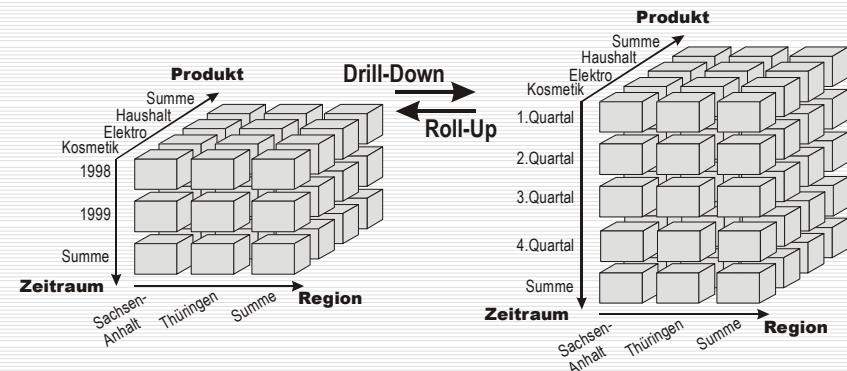 Produkt
Summe
Haushalt
Elektro
Kosmetik
1998
1999
Summe
Zeitraum
Sachsen-
Anhalt
Thüringen
Summe
Region
Drill-Down
Roll-Up
Produkt
Summe
Haushalt
Elektro
Kosmetik
1.Quartal
2.Quartal
3.Quartal
4.Quartal
Summe
Zeitraum
Sachsen-
Anhalt
Thüringen
Summe
Region